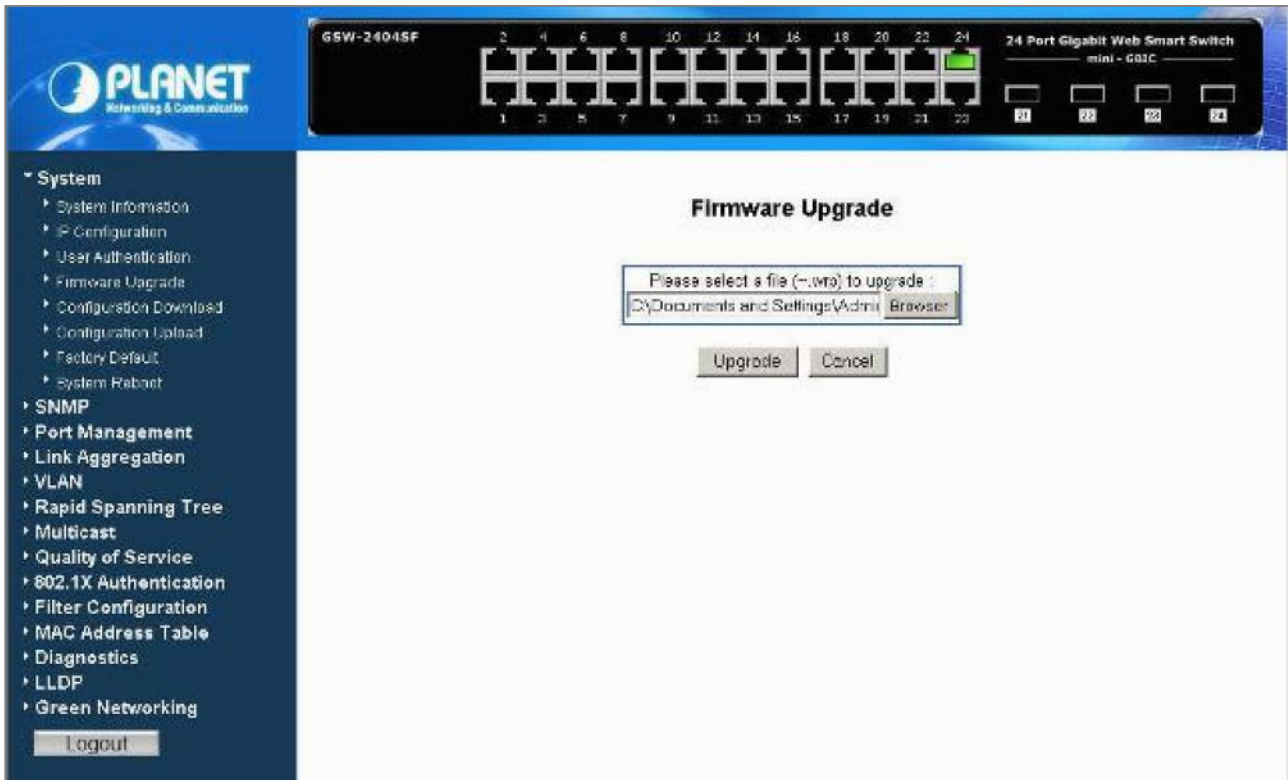 PLANET
Networking & Communication
GSW-2404SF
2 4 6 8 10 12 14 16 18 20 22 24
1 3 5 7 9 11 13 15 17 19 21 23
24 Port Gigabit Web Smart Switch
mini - GBIC
21 22 23 24
System
System Information
IP Configuration
User Authentication
Firmware Upgrade
Configuration Download
Configuration Upload
Factory Default
System Reboot
SNMP
Port Management
Link Aggregation
VLAN
Rapid Spanning Tree
Multicast
Quality of Service
802.1X Authentication
Filter Configuration
MAC Address Table
Diagnostics
LLDP
Green Networking
Logout
Firmware Upgrade
Please select a file (~.wrp) to upgrade :
C:\Documents and Settings\Admi Browser
Upgrade Cancel